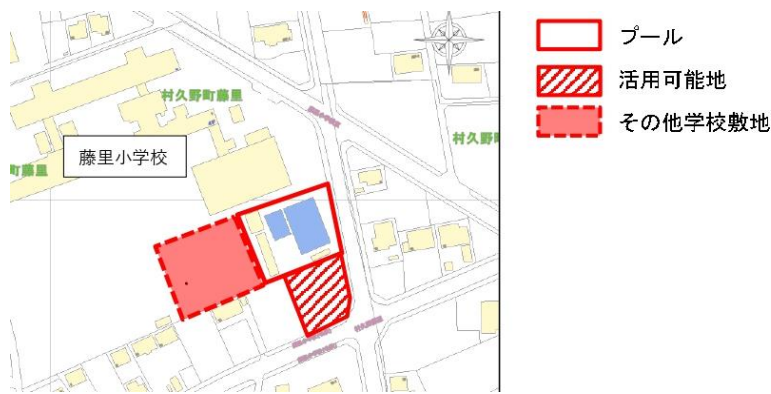 プール
活用可能地
その他学校敷地
村久野町藤里
村久野
藤里小学校
町藤里